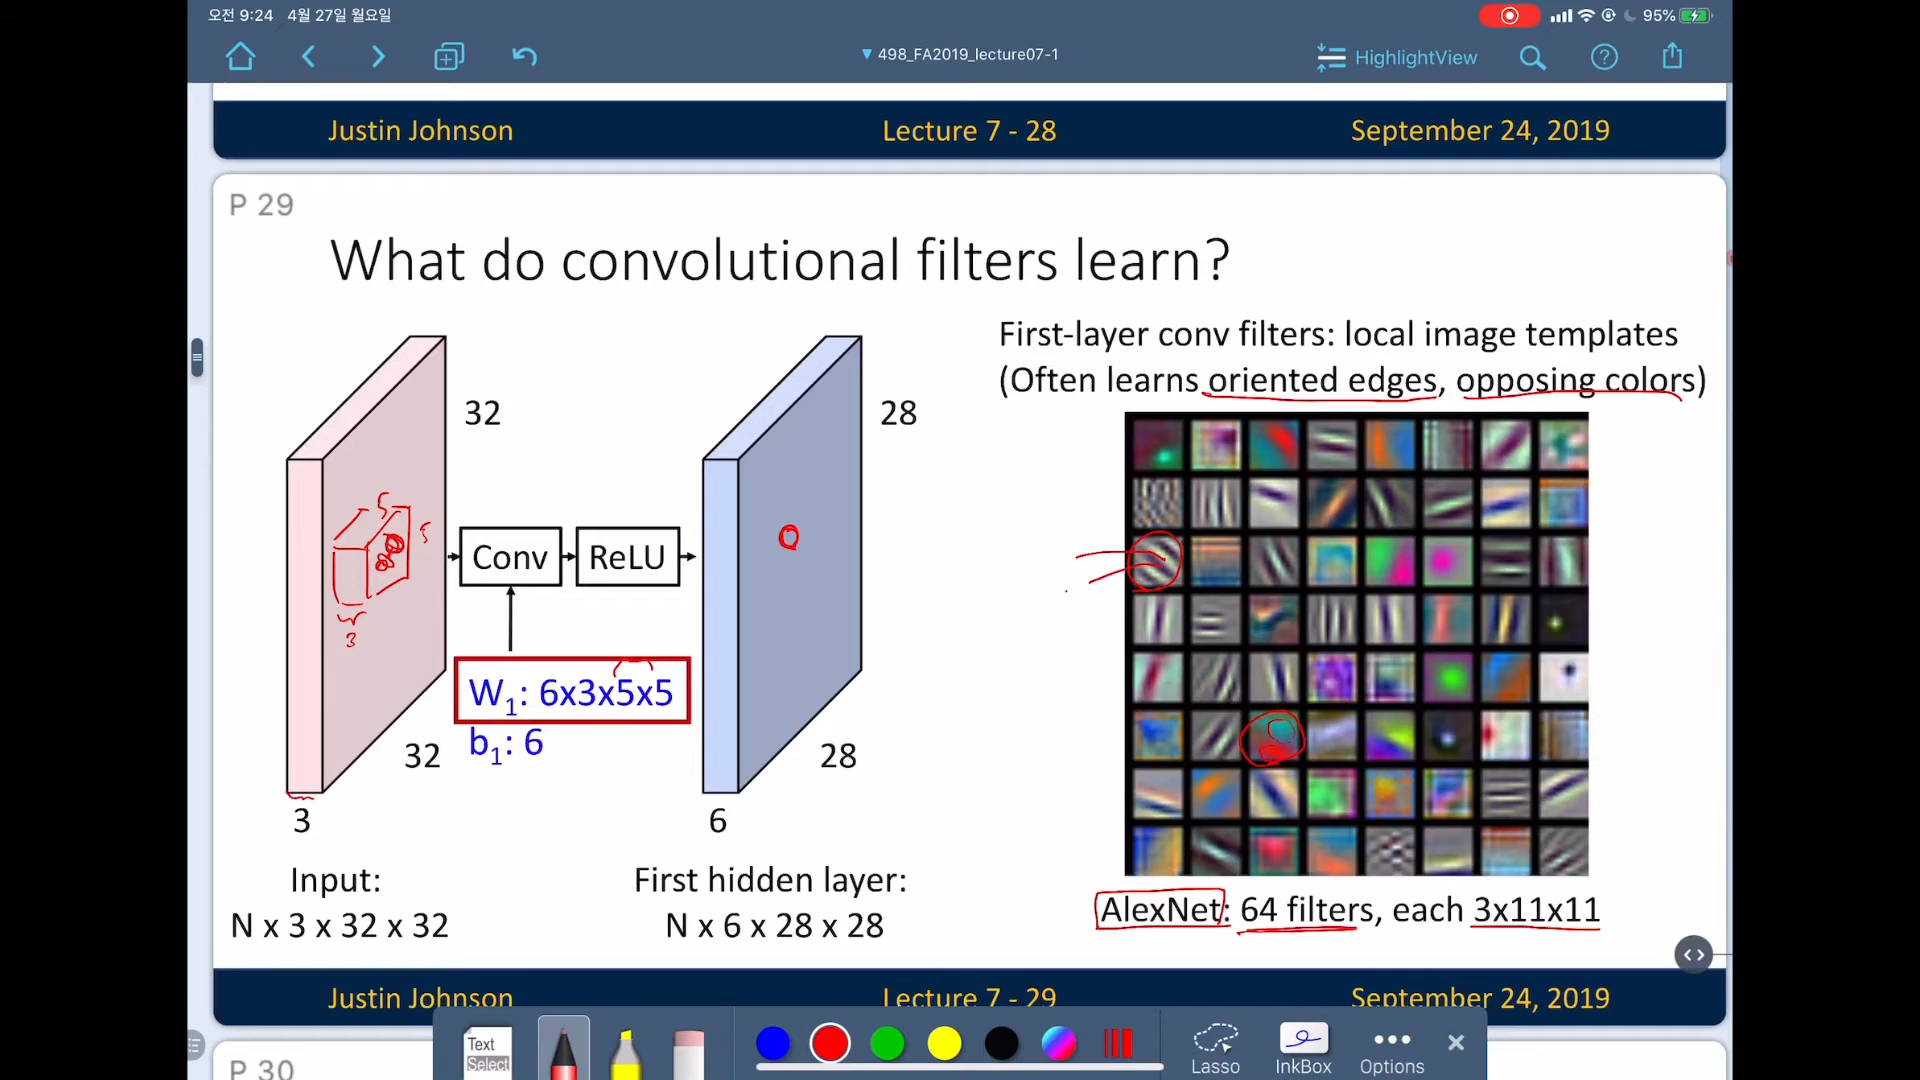 오전 9:24 4월 27일 월요일
95%
▼ 498_FA2019_lecture07-1
HighlightView
Justin Johnson
Lecture 7 - 28
September 24, 2019
P 29
What do convolutional filters learn?
First-layer conv filters: local image templates
(Often learns oriented edges, opposing colors)
32
28
5
5
3
Conv
ReLU
W1: 6x3x5x5
b1: 6
32
28
3
6
Input:
N x 3 x 32 x 32
First hidden layer:
N x 6 x 28 x 28
AlexNet: 64 filters, each 3x11x11
Justin Johnson
Lecture 7 - 29
September 24, 2019
P 30
Text
Select
Lasso
InkBox
Options